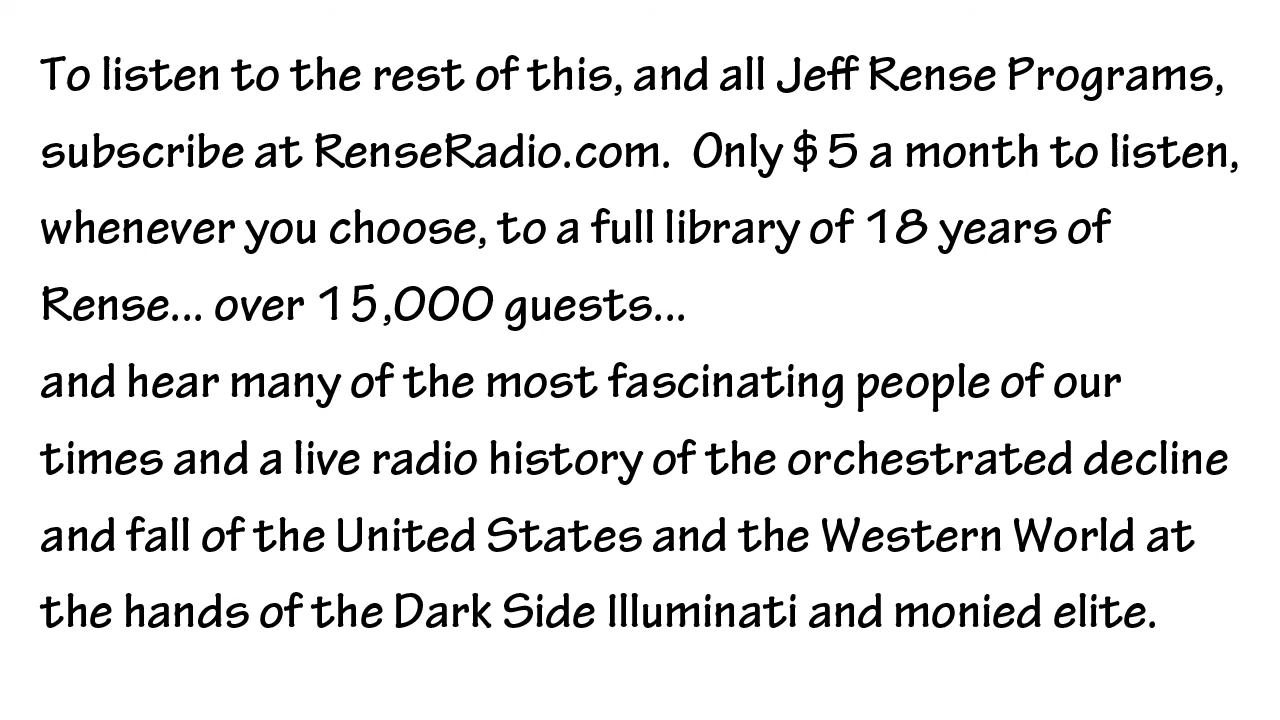 To listen to the rest of this, and all Jeff Rense Programs,
subscribe at RenseRadio.com.  Only $5 a month to listen,
whenever you choose, to a full library of 18 years of
Rense... over 15,000 guests...
and hear many of the most fascinating people of our
times and a live radio history of the orchestrated decline
and fall of the United States and the Western World at
the hands of the Dark Side Illuminati and monied elite.